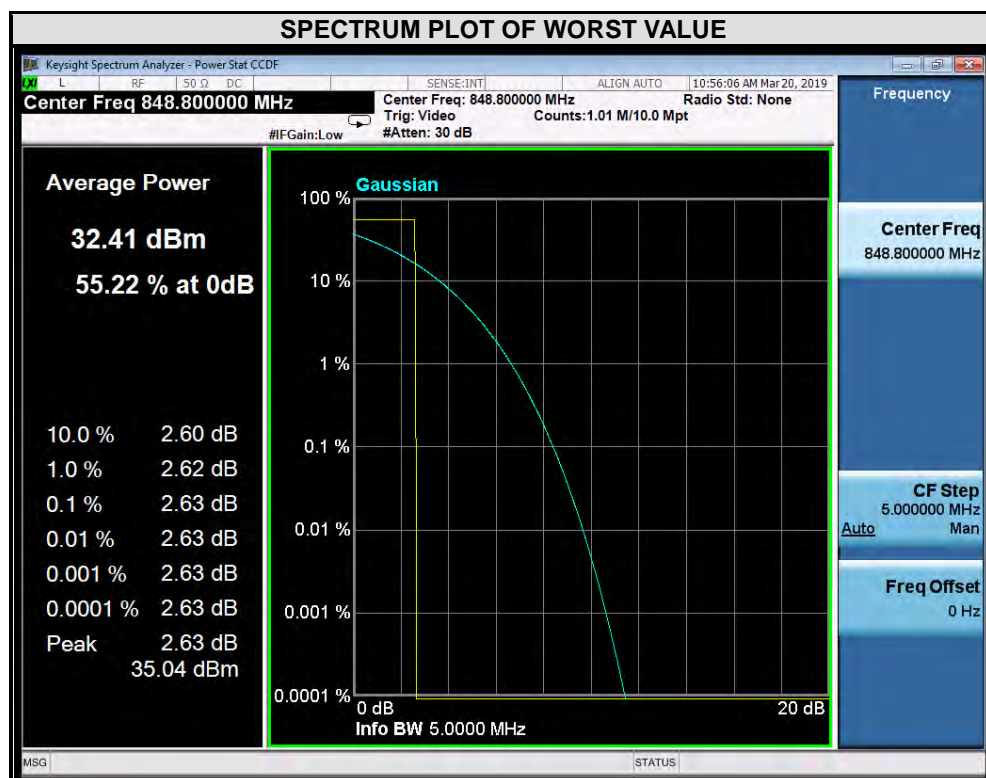 SPECTRUM PLOT OF WORST VALUE
Keysight Spectrum Analyzer - Power Stat CCDF
LXI L RF 50 Ω DC SENSE:INT ALIGN AUTO 10:56:06 AM Mar 20, 2019
Center Freq 848.800000 MHz
Center Freq: 848.800000 MHz Radio Std: None
Trig: Video Counts:1.01 M/10.0 Mpt
#IFGain:Low #Atten: 30 dB
Average Power
32.41 dBm
55.22 % at 0dB
10.0 % 2.60 dB
1.0 % 2.62 dB
0.1 % 2.63 dB
0.01 % 2.63 dB
0.001 % 2.63 dB
0.0001 % 2.63 dB
Peak 2.63 dB
35.04 dBm
Gaussian
100 %
10 %
1 %
0.1 %
0.01 %
0.001 %
0.0001 %
0 dB 20 dB
Info BW 5.0000 MHz
Frequency
Center Freq
848.800000 MHz
CF Step
5.000000 MHz
Auto Man
Freq Offset
0 Hz
MSG STATUS